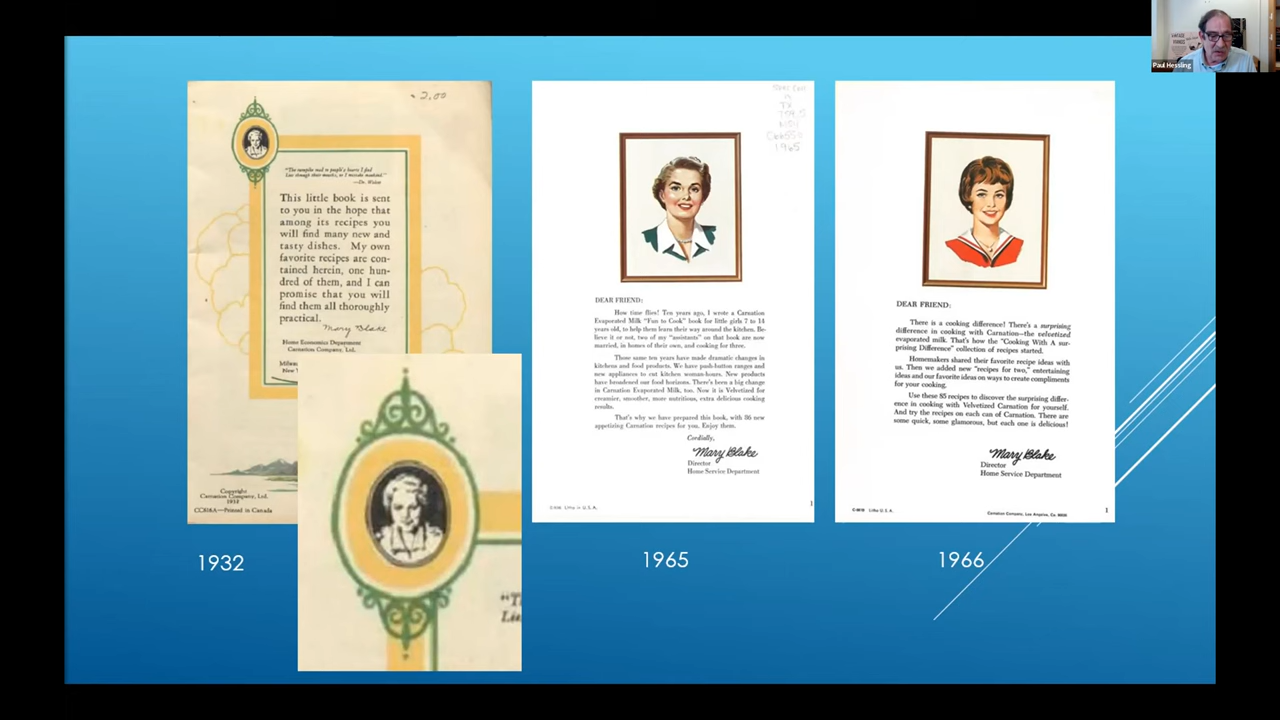 Paul Hessling
- 2.00
"The nearplie road to people's hearts I find
Lies through their mouths, or I mistake mankind."
—Dr. Wolcot
This little book is sent
to you in the hope that
among its recipes you
will find many new and
tasty dishes. My own
favorite recipes are con-
tained herein, one hun-
dred of them, and I can
promise that you will
find them all thoroughly
practical.
Mary Blake
Home Economics Department
Carnation Company, Ltd.
Copyright
Carnation Company, Ltd.
1932
Printed in Canada
1932
DEAR FRIEND:
How time flies! Ten years ago, I wrote a Carnation
Evaporated Milk "Fun to Cook" book for little girls 7 to 14
years old, to help them learn their way around the kitchen. Be-
lieve it or not, two of my "assistants" on that book are now
married, in homes of their own, and cooking for three.
Those same ten years have made dramatic changes in
kitchens and food products. We have push-button ranges and
new appliances to cut kitchen woman-hours. New products
have broadened our food horizons. There's been a big change
in Carnation Evaporated Milk, too. Now it is Velvetized for
creamier, smoother, more nutritious, extra delicious cooking
results.
That's why we have prepared this book, with 86 new
appetizing Carnation recipes for you. Enjoy them.
Cordially,
Mary Blake
Director
Home Service Department
Litho in U.S.A.
1
1965
1965
DEAR FRIEND:
There is a cooking difference! There's a surprising
difference in cooking with Carnation—the velvetized
evaporated milk. That's how the "Cooking With A sur-
prising Difference" collection of recipes started.
Homemakers shared their favorite recipe ideas with
us. Then we added new "recipes for two," entertaining
ideas and our favorite ideas on ways to create compliments
for your cooking.
Use these 85 recipes to discover the surprising differ-
ence in cooking with Velvetized Carnation for yourself.
And try the recipes on each can of Carnation. There are
some quick, some glamorous, but each one is delicious!
Mary Blake
Director
Home Service Department
Litho U.S.A.
Carnation Company, Los Angeles, Ca.
1
1966